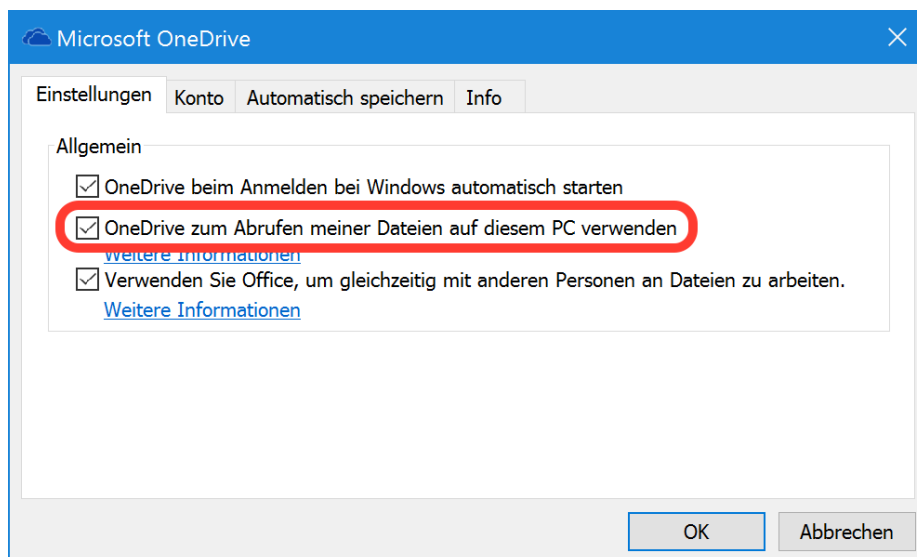 Microsoft OneDrive
Einstellungen Konto Automatisch speichern Info
Allgemein
OneDrive beim Anmelden bei Windows automatisch starten
OneDrive zum Abrufen meiner Dateien auf diesem PC verwenden
Weitere Informationen
Verwenden Sie Office, um gleichzeitig mit anderen Personen an Dateien zu arbeiten.
Weitere Informationen
OK Abbrechen